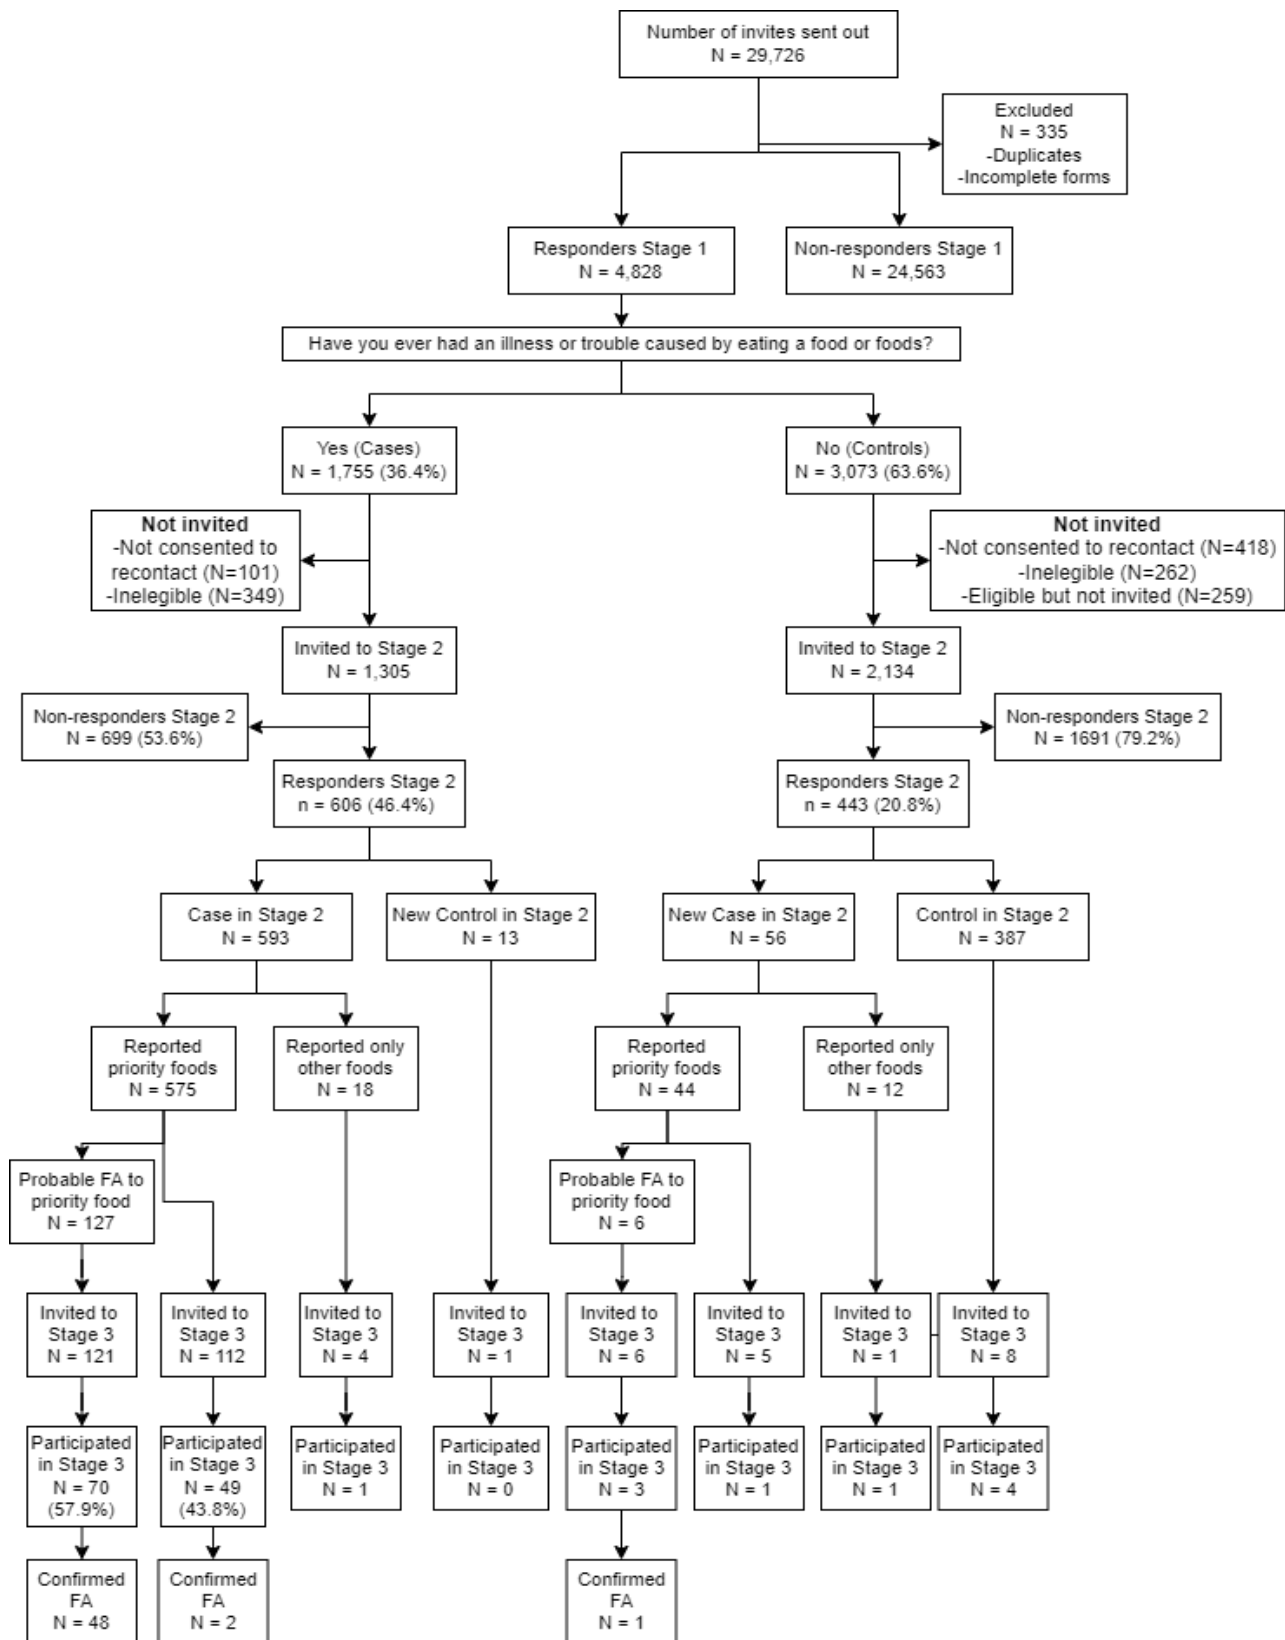 Number of invites sent out
N = 29,726
Excluded
N = 335
-Duplicates
-Incomplete forms
Responders Stage 1
N = 4,828
Non-responders Stage 1
N = 24,563
Have you ever had an illness or trouble caused by eating a food or foods?
Yes (Cases)
N = 1,755 (36.4%)
No (Controls)
N = 3,073 (63.6%)
Not invited
-Not consented to
recontact (N=101)
-Inelegible (N=349)
Not invited
-Not consented to recontact (N=418)
-Inelegible (N=262)
-Eligible but not invited (N=259)
Invited to Stage 2
N = 1,305
Invited to Stage 2
N = 2,134
Non-responders Stage 2
N = 699 (53.6%)
Non-responders Stage 2
N = 1691 (79.2%)
Responders Stage 2
n = 606 (46.4%)
Responders Stage 2
n = 443 (20.8%)
Case in Stage 2
N = 593
New Control in Stage 2
N = 13
New Case in Stage 2
N = 56
Control in Stage 2
N = 387
Reported
priority foods
N = 575
Reported only
other foods
N = 18
Reported
priority foods
N = 44
Reported only
other foods
N = 12
Probable FA to
priority food
N = 127
Probable FA to
priority food
N = 6
Invited to
Stage 3
N = 121
Invited to
Stage 3
N = 112
Invited to
Stage 3
N = 4
Invited to
Stage 3
N = 1
Invited to
Stage 3
N = 6
Invited to
Stage 3
N = 5
Invited to
Stage 3
N = 1
Invited to
Stage 3
N = 8
Participated
in Stage 3
N = 70
(57.9%)
Participated
in Stage 3
N = 49
(43.8%)
Participated
in Stage 3
N = 1
Participated
in Stage 3
N = 0
Participated
in Stage 3
N = 3
Participated
in Stage 3
N = 1
Participated
in Stage 3
N = 1
Participated
in Stage 3
N = 4
Confirmed
FA
N = 48
Confirmed
FA
N = 2
Confirmed
FA
N = 1